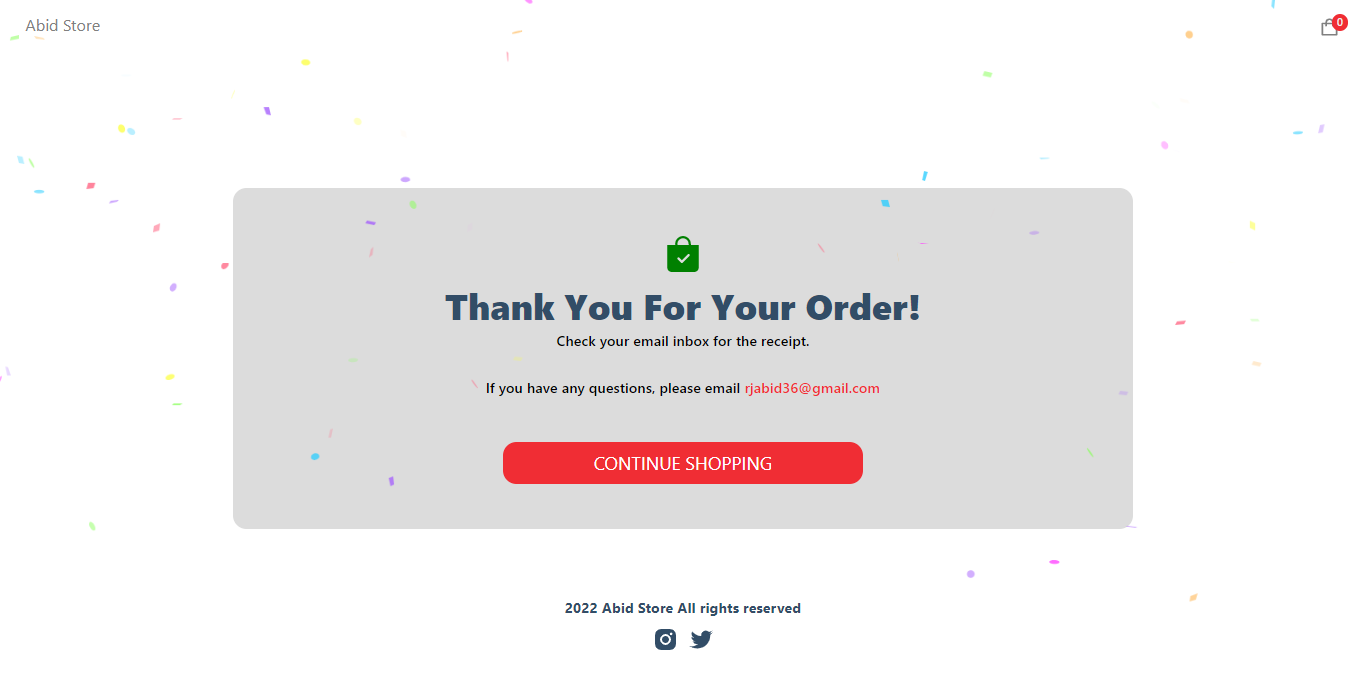 Abid Store
0
Thank You For Your Order!
Check your email inbox for the receipt.
If you have any questions, please email rjabid36@gmail.com
CONTINUE SHOPPING
2022 Abid Store All rights reserved